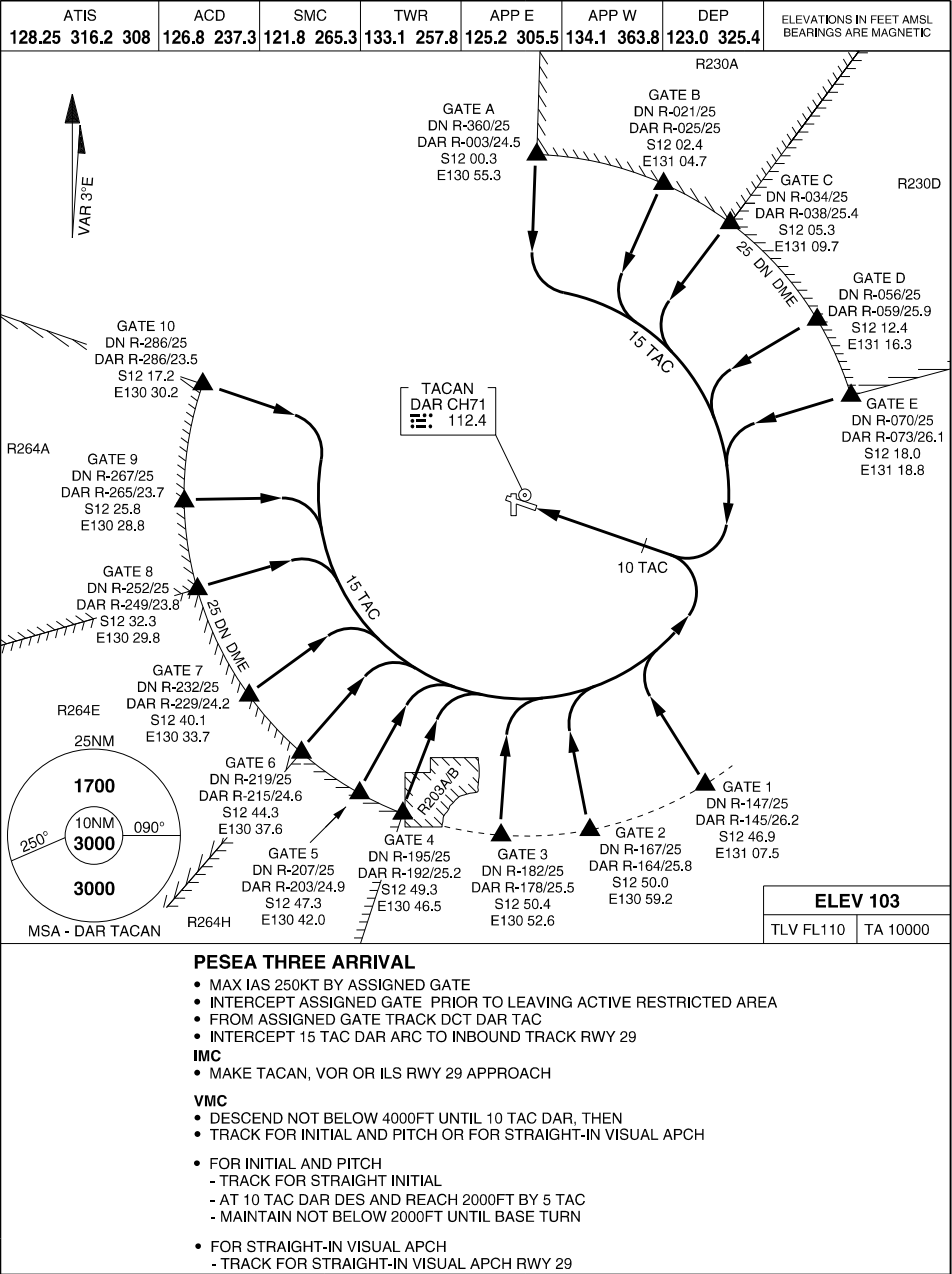 ATIS
128.25 316.2 308
ACD
126.8 237.3
SMC
121.8 265.3
TWR
133.1 257.8
APP E
125.2 305.5
APP W
134.1 363.8
DEP
123.0 325.4
ELEVATIONS IN FEET AMSL
BEARINGS ARE MAGNETIC
VAR 3°E
R230A
GATE A
DN R-360/25
DAR R-003/24.5
S12 00.3
E130 55.3
GATE B
DN R-021/25
DAR R-025/25
S12 02.4
E131 04.7
GATE C
DN R-034/25
DAR R-038/25.4
S12 05.3
E131 09.7
R230D
25 DN DME
GATE D
DN R-056/25
DAR R-059/25.9
S12 12.4
E131 16.3
15 TAC
GATE E
DN R-070/25
DAR R-073/26.1
S12 18.0
E131 18.8
GATE 10
DN R-286/25
DAR R-286/23.5
S12 17.2
E130 30.2
TACAN
DAR CH71
112.4
R264A
GATE 9
DN R-267/25
DAR R-265/23.7
S12 25.8
E130 28.8
10 TAC
GATE 8
DN R-252/25
DAR R-249/23.8
S12 32.3
E130 29.8
15 TAC
25 DN DME
GATE 7
DN R-232/25
DAR R-229/24.2
S12 40.1
E130 33.7
R264E
GATE 6
DN R-219/25
DAR R-215/24.6
S12 44.3
E130 37.6
R203A/B
GATE 5
DN R-207/25
DAR R-203/24.9
S12 47.3
E130 42.0
GATE 4
DN R-195/25
DAR R-192/25.2
S12 49.3
E130 46.5
GATE 3
DN R-182/25
DAR R-178/25.5
S12 50.4
E130 52.6
GATE 2
DN R-167/25
DAR R-164/25.8
S12 50.0
E130 59.2
GATE 1
DN R-147/25
DAR R-145/26.2
S12 46.9
E131 07.5
25NM
1700
10NM
3000
250°
090°
3000
MSA - DAR TACAN
R264H
ELEV 103
TLV FL110
TA 10000
PESEA THREE ARRIVAL
• MAX IAS 250KT BY ASSIGNED GATE
• INTERCEPT ASSIGNED GATE PRIOR TO LEAVING ACTIVE RESTRICTED AREA
• FROM ASSIGNED GATE TRACK DCT DAR TAC
• INTERCEPT 15 TAC DAR ARC TO INBOUND TRACK RWY 29
IMC
• MAKE TACAN, VOR OR ILS RWY 29 APPROACH
VMC
• DESCEND NOT BELOW 4000FT UNTIL 10 TAC DAR, THEN
• TRACK FOR INITIAL AND PITCH OR FOR STRAIGHT-IN VISUAL APCH
• FOR INITIAL AND PITCH
- TRACK FOR STRAIGHT INITIAL
- AT 10 TAC DAR DES AND REACH 2000FT BY 5 TAC
- MAINTAIN NOT BELOW 2000FT UNTIL BASE TURN
• FOR STRAIGHT-IN VISUAL APCH
- TRACK FOR STRAIGHT-IN VISUAL APCH RWY 29